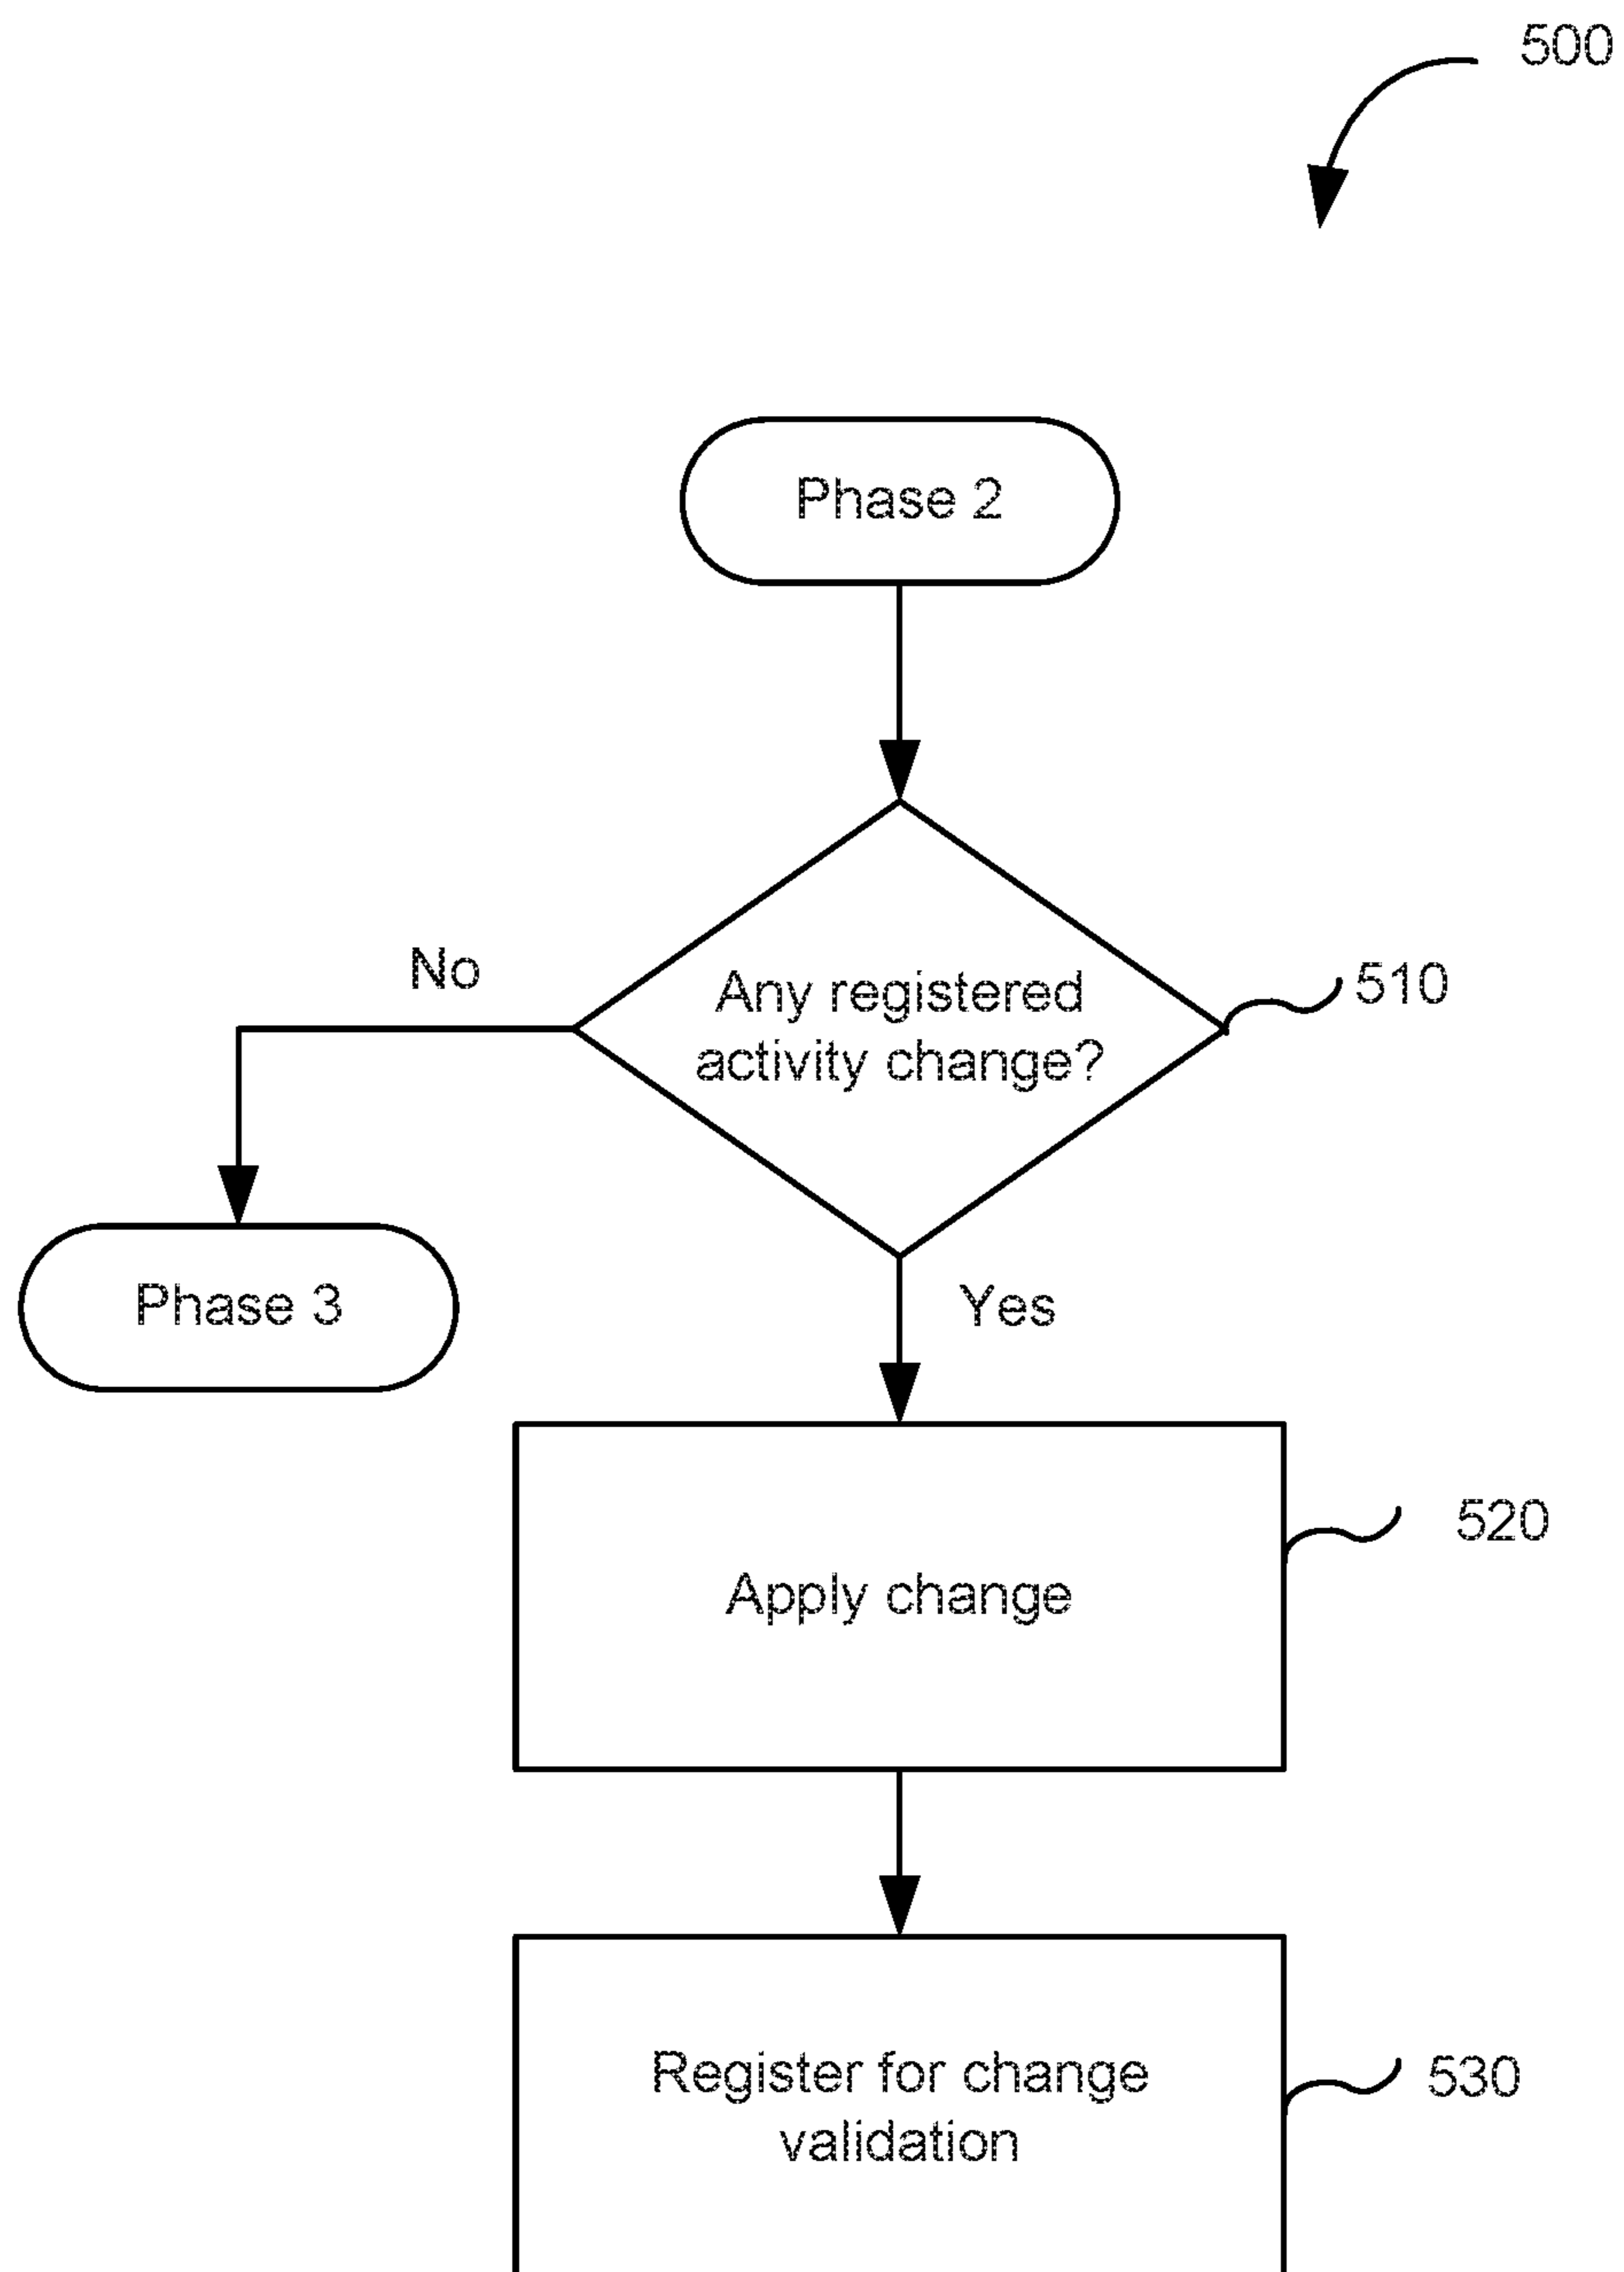 500
Phase 2
No
Any registered
activity change?
510
Phase 3
Yes
520
Apply change
Register for change
validation
530